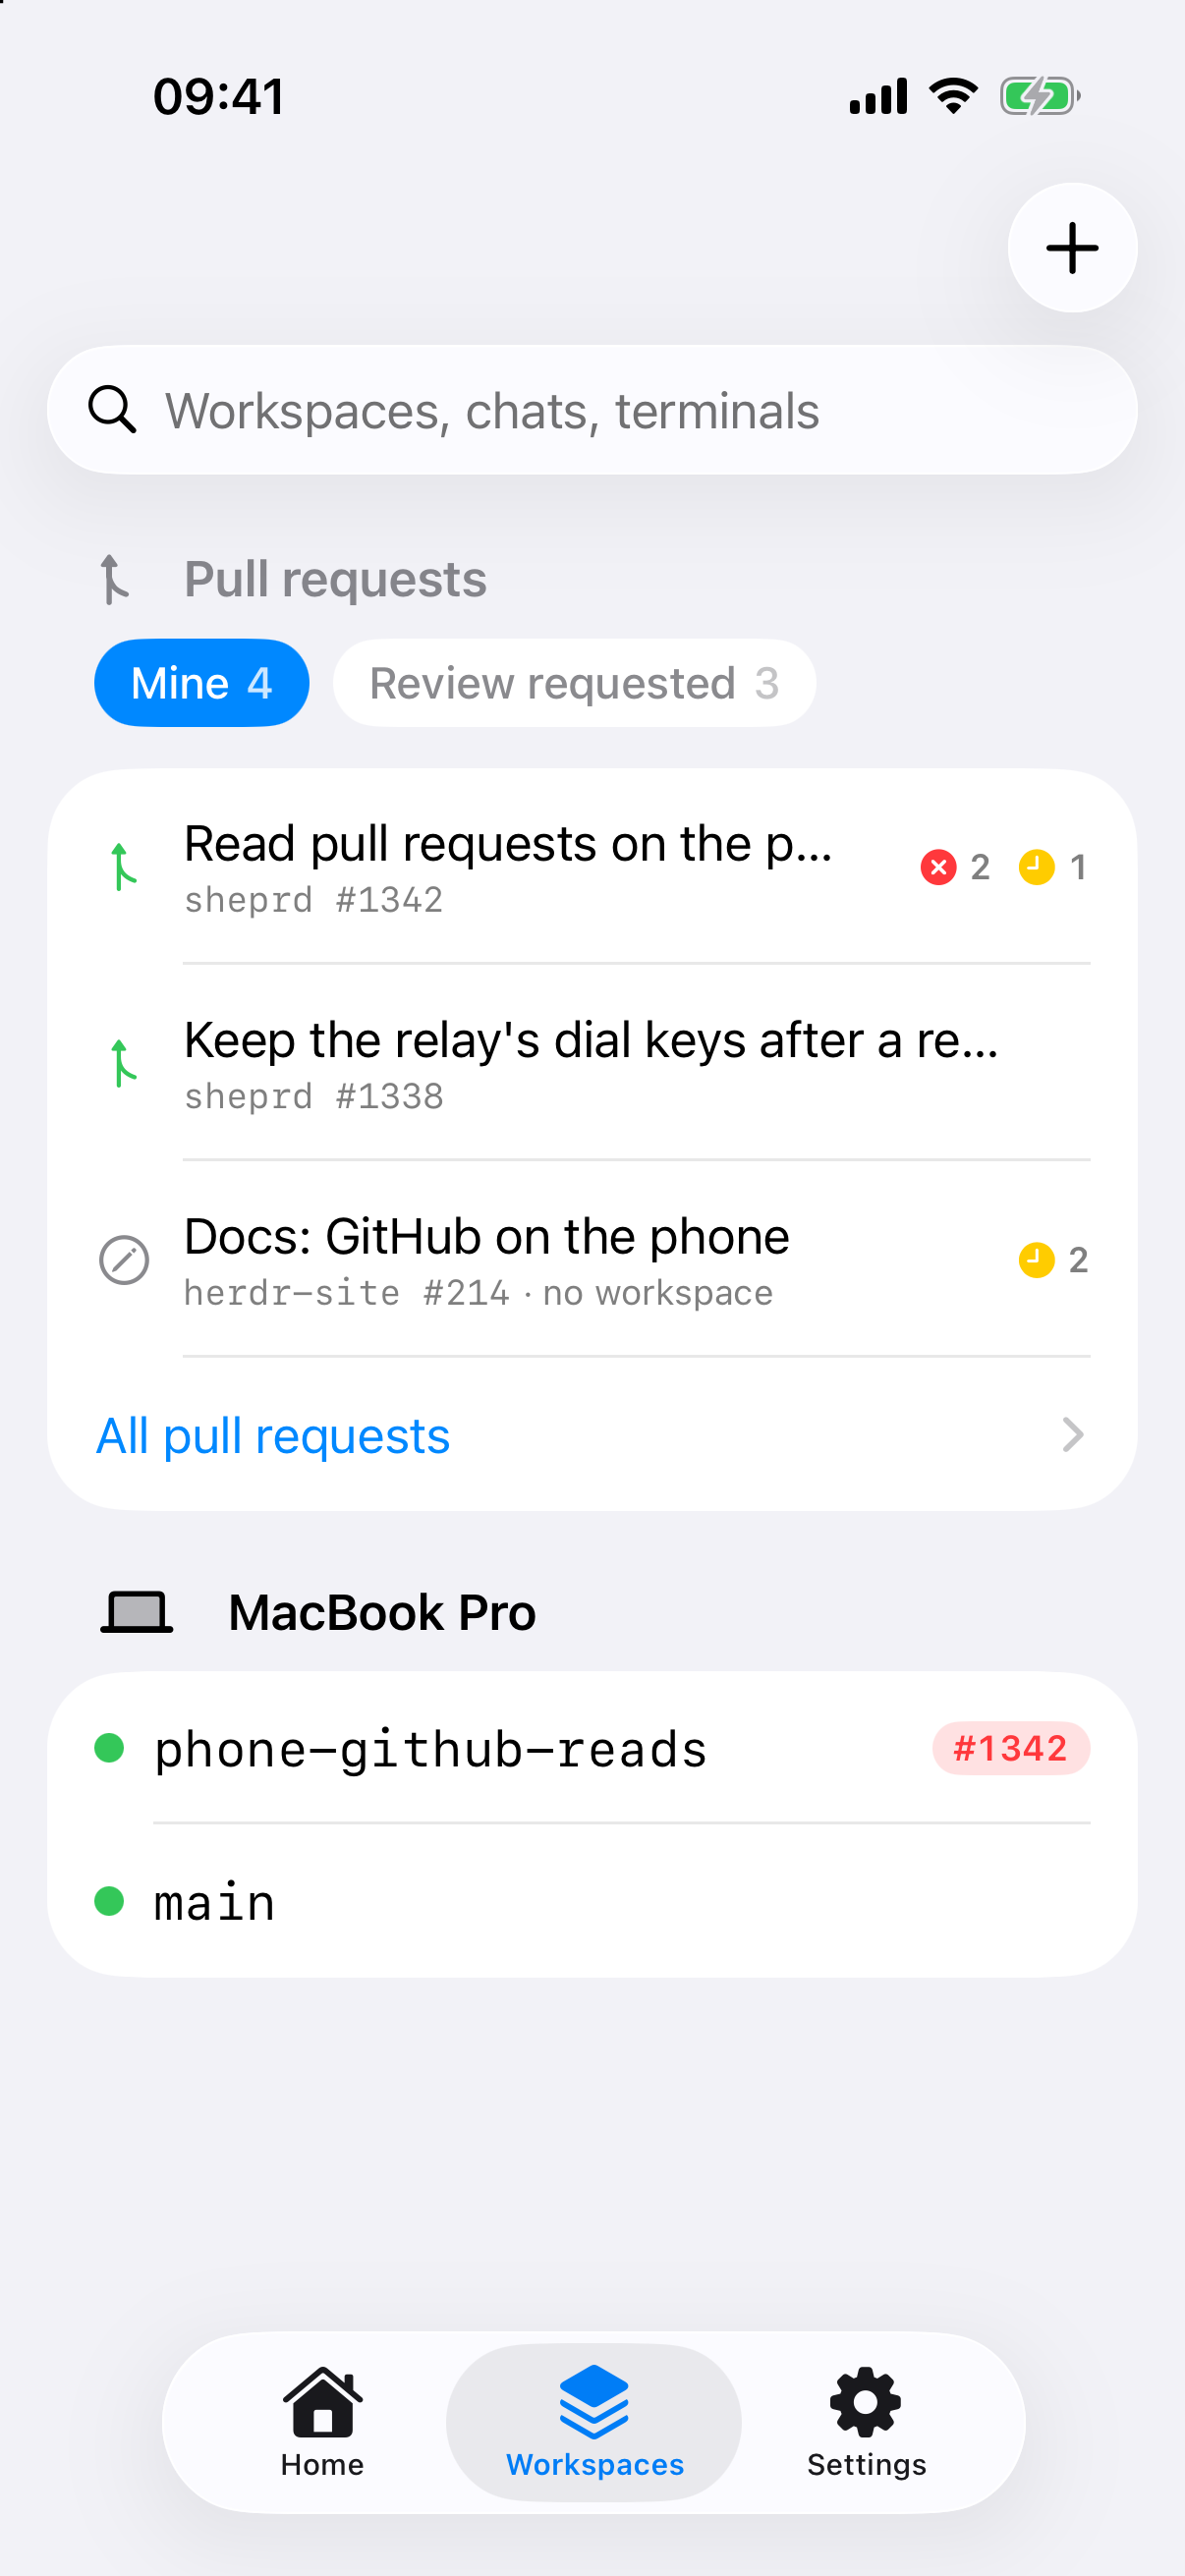 09:41
Workspaces, chats, terminals
Pull requests
Mine 4
Review requested 3
Read pull requests on the p...
2 1
sheprd #1342
Keep the relay's dial keys after a re...
sheprd #1338
Docs: GitHub on the phone
2
herdr-site #214 · no workspace
All pull requests
MacBook Pro
phone-github-reads
#1342
main
Home
Workspaces
Settings